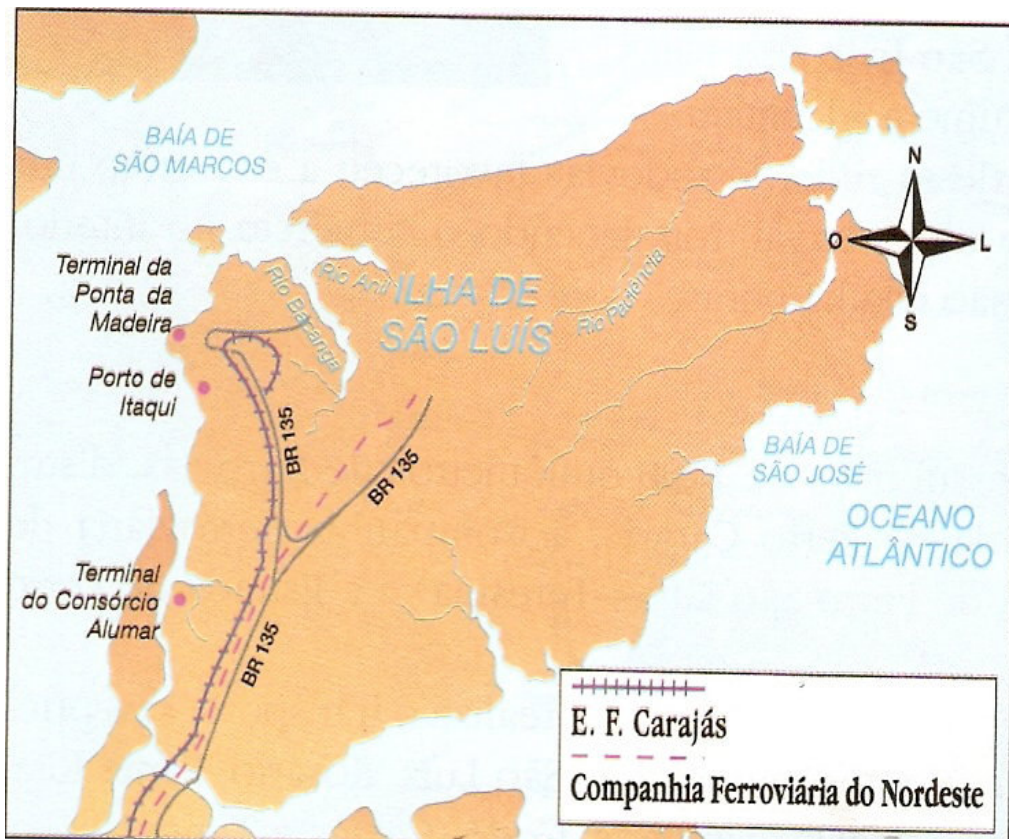 BAÍA DE
SÃO MARCOS
N
O
L
S
Terminal da
Ponta da
Madeira
Rio Bacanga
Rio Anil
ILHA DE
SÃO LUÍS
Rio Paciencia
Porto de
Itaqui
BR 135
BR 135
BAÍA DE
SÃO JOSÉ
OCEANO
ATLÂNTICO
Terminal
do Consórcio
Alumar
BR 135
E. F. Carajás
Companhia Ferroviária do Nordeste